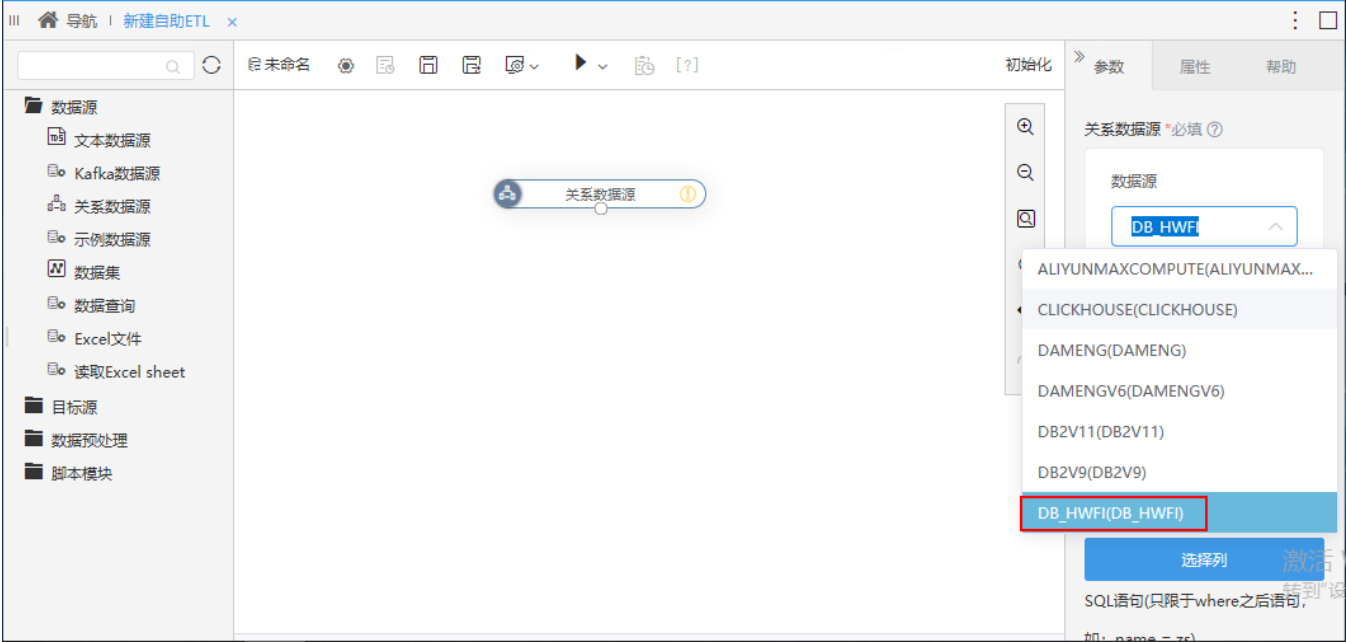 导航
新建自助ETL
未命名
[?]
初始化
参数
属性
帮助
数据源
文本数据源
Kafka数据源
关系数据源
示例数据源
数据集
数据查询
Excel文件
读取Excel sheet
目标源
数据预处理
脚本模块
关系数据源
关系数据源 *必填
数据源
DB_HWFI
ALIYUNMAXCOMPUTE(ALIYUNMAX...
CLICKHOUSE(CLICKHOUSE)
DAMENG(DAMENG)
DAMENGV6(DAMENGV6)
DB2V11(DB2V11)
DB2V9(DB2V9)
DB_HWFI(DB_HWFI)
选择列
激活
转到"设
SQL语句(只限于where之后语句,
如: name = zs)